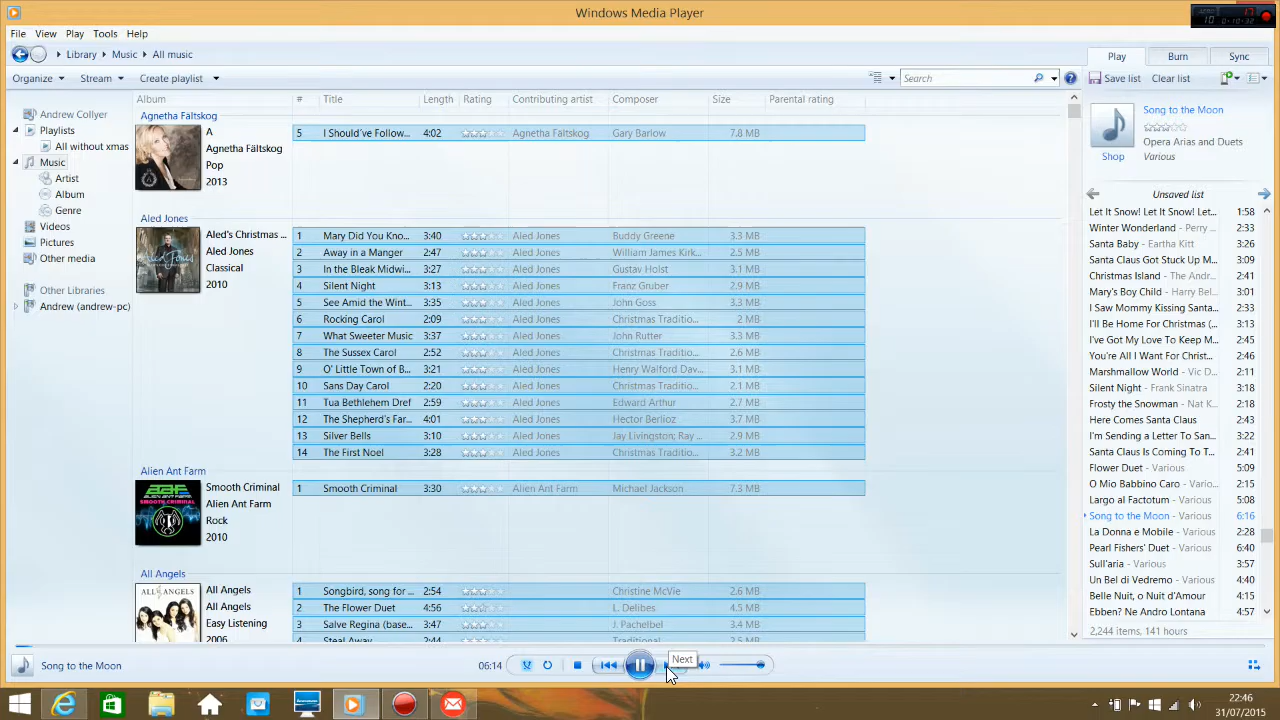 Windows Media Player
17
10 0:10:32
File View Play Tools Help
Library Music All music Play Burn Sync
Organize Stream Create playlist Search Save list Clear list
Album # Title Length Rating Contributing artist Composer Size Parental rating
Andrew Collyer
Playlists
All without xmas
Music
Artist
Album
Genre
Videos
Pictures
Other media
Other Libraries
Andrew (andrew-pc)
Agnetha Fältskog
A
Agnetha Fältskog
Pop
2013
5 I Should've Follow... 4:02 Agnetha Fältskog Gary Barlow 7.8 MB
Aled Jones
Aled's Christmas ...
Aled Jones
Classical
2010
1 Mary Did You Kno... 3:40 Aled Jones Buddy Greene 3.3 MB
2 Away in a Manger 2:47 Aled Jones William James Kirk... 2.5 MB
3 In the Bleak Midwi... 3:27 Aled Jones Gustav Holst 3.1 MB
4 Silent Night 3:13 Aled Jones Franz Gruber 2.9 MB
5 See Amid the Wint... 3:35 Aled Jones John Goss 3.3 MB
6 Rocking Carol 2:09 Aled Jones Christmas Traditio... 2 MB
7 What Sweeter Music 3:37 Aled Jones John Rutter 3.3 MB
8 The Sussex Carol 2:52 Aled Jones Christmas Traditio... 2.6 MB
9 O' Little Town of B... 3:21 Aled Jones Henry Walford Dav... 3.1 MB
10 Sans Day Carol 2:20 Aled Jones Christmas Traditio... 2.1 MB
11 Tua Bethlehem Dref 2:59 Aled Jones Edward Arthur 2.7 MB
12 The Shepherd's Far... 4:01 Aled Jones Hector Berlioz 3.7 MB
13 Silver Bells 3:10 Aled Jones Jay Livingston; Ray ... 2.9 MB
14 The First Noel 3:28 Aled Jones Christmas Traditio... 3.2 MB
Alien Ant Farm
Smooth Criminal
Alien Ant Farm
Rock
2010
1 Smooth Criminal 3:30 Alien Ant Farm Michael Jackson 7.3 MB
All Angels
ALL ANGELS
All Angels
All Angels
Easy Listening
2006
1 Songbird, song for ... 2:54 Christine McVie 2.6 MB
2 The Flower Duet 4:56 L. Delibes 4.5 MB
3 Salve Regina (base... 3:47 J. Pachelbel 3.4 MB
4 Steal Away 2:44 Traditional 2.5 MB
Song to the Moon
Opera Arias and Duets
Various
Shop
Unsaved list
Let It Snow! Let It Snow! Let... 1:58
Winter Wonderland - Perry ... 2:23
Santa Baby - Eartha Kitt 3:26
Santa Claus Got Stuck Up M... 3:09
Christmas Island - The Andr... 2:41
Mary's Boy Child - Harry Bel... 3:01
I Saw Mommy Kissing Santa... 3:08
I'll Be Home For Christmas (... 3:13
I've Got My Love To Keep M... 2:39
You're All I Want For Christ... 2:46
Marshmallow World - Vic D... 2:41
Silent Night - Frank Sinatra 3:18
Frosty the Snowman - Nat K... 2:18
Here Comes Santa Claus 2:43
I'm Sending a Letter To San... 3:22
Santa Claus Is Coming To T... 2:41
Flower Duet - Various 5:09
O Mio Babbino Caro - Vario... 2:15
Largo al Factotum - Various 5:08
Song to the Moon - Various 6:16
La Donna e Mobile - Various 2:28
Pearl Fishers' Duet - Various 6:40
Sull'aria - Various 3:57
Un Bel di Vedremo - Various 4:40
Belle Nuit, o Nuit d'Amour 4:15
Ebben? Ne Andro Lontana 4:57
2,244 items, 141 hours
Song to the Moon 06:14 Next
22:46
31/07/2015